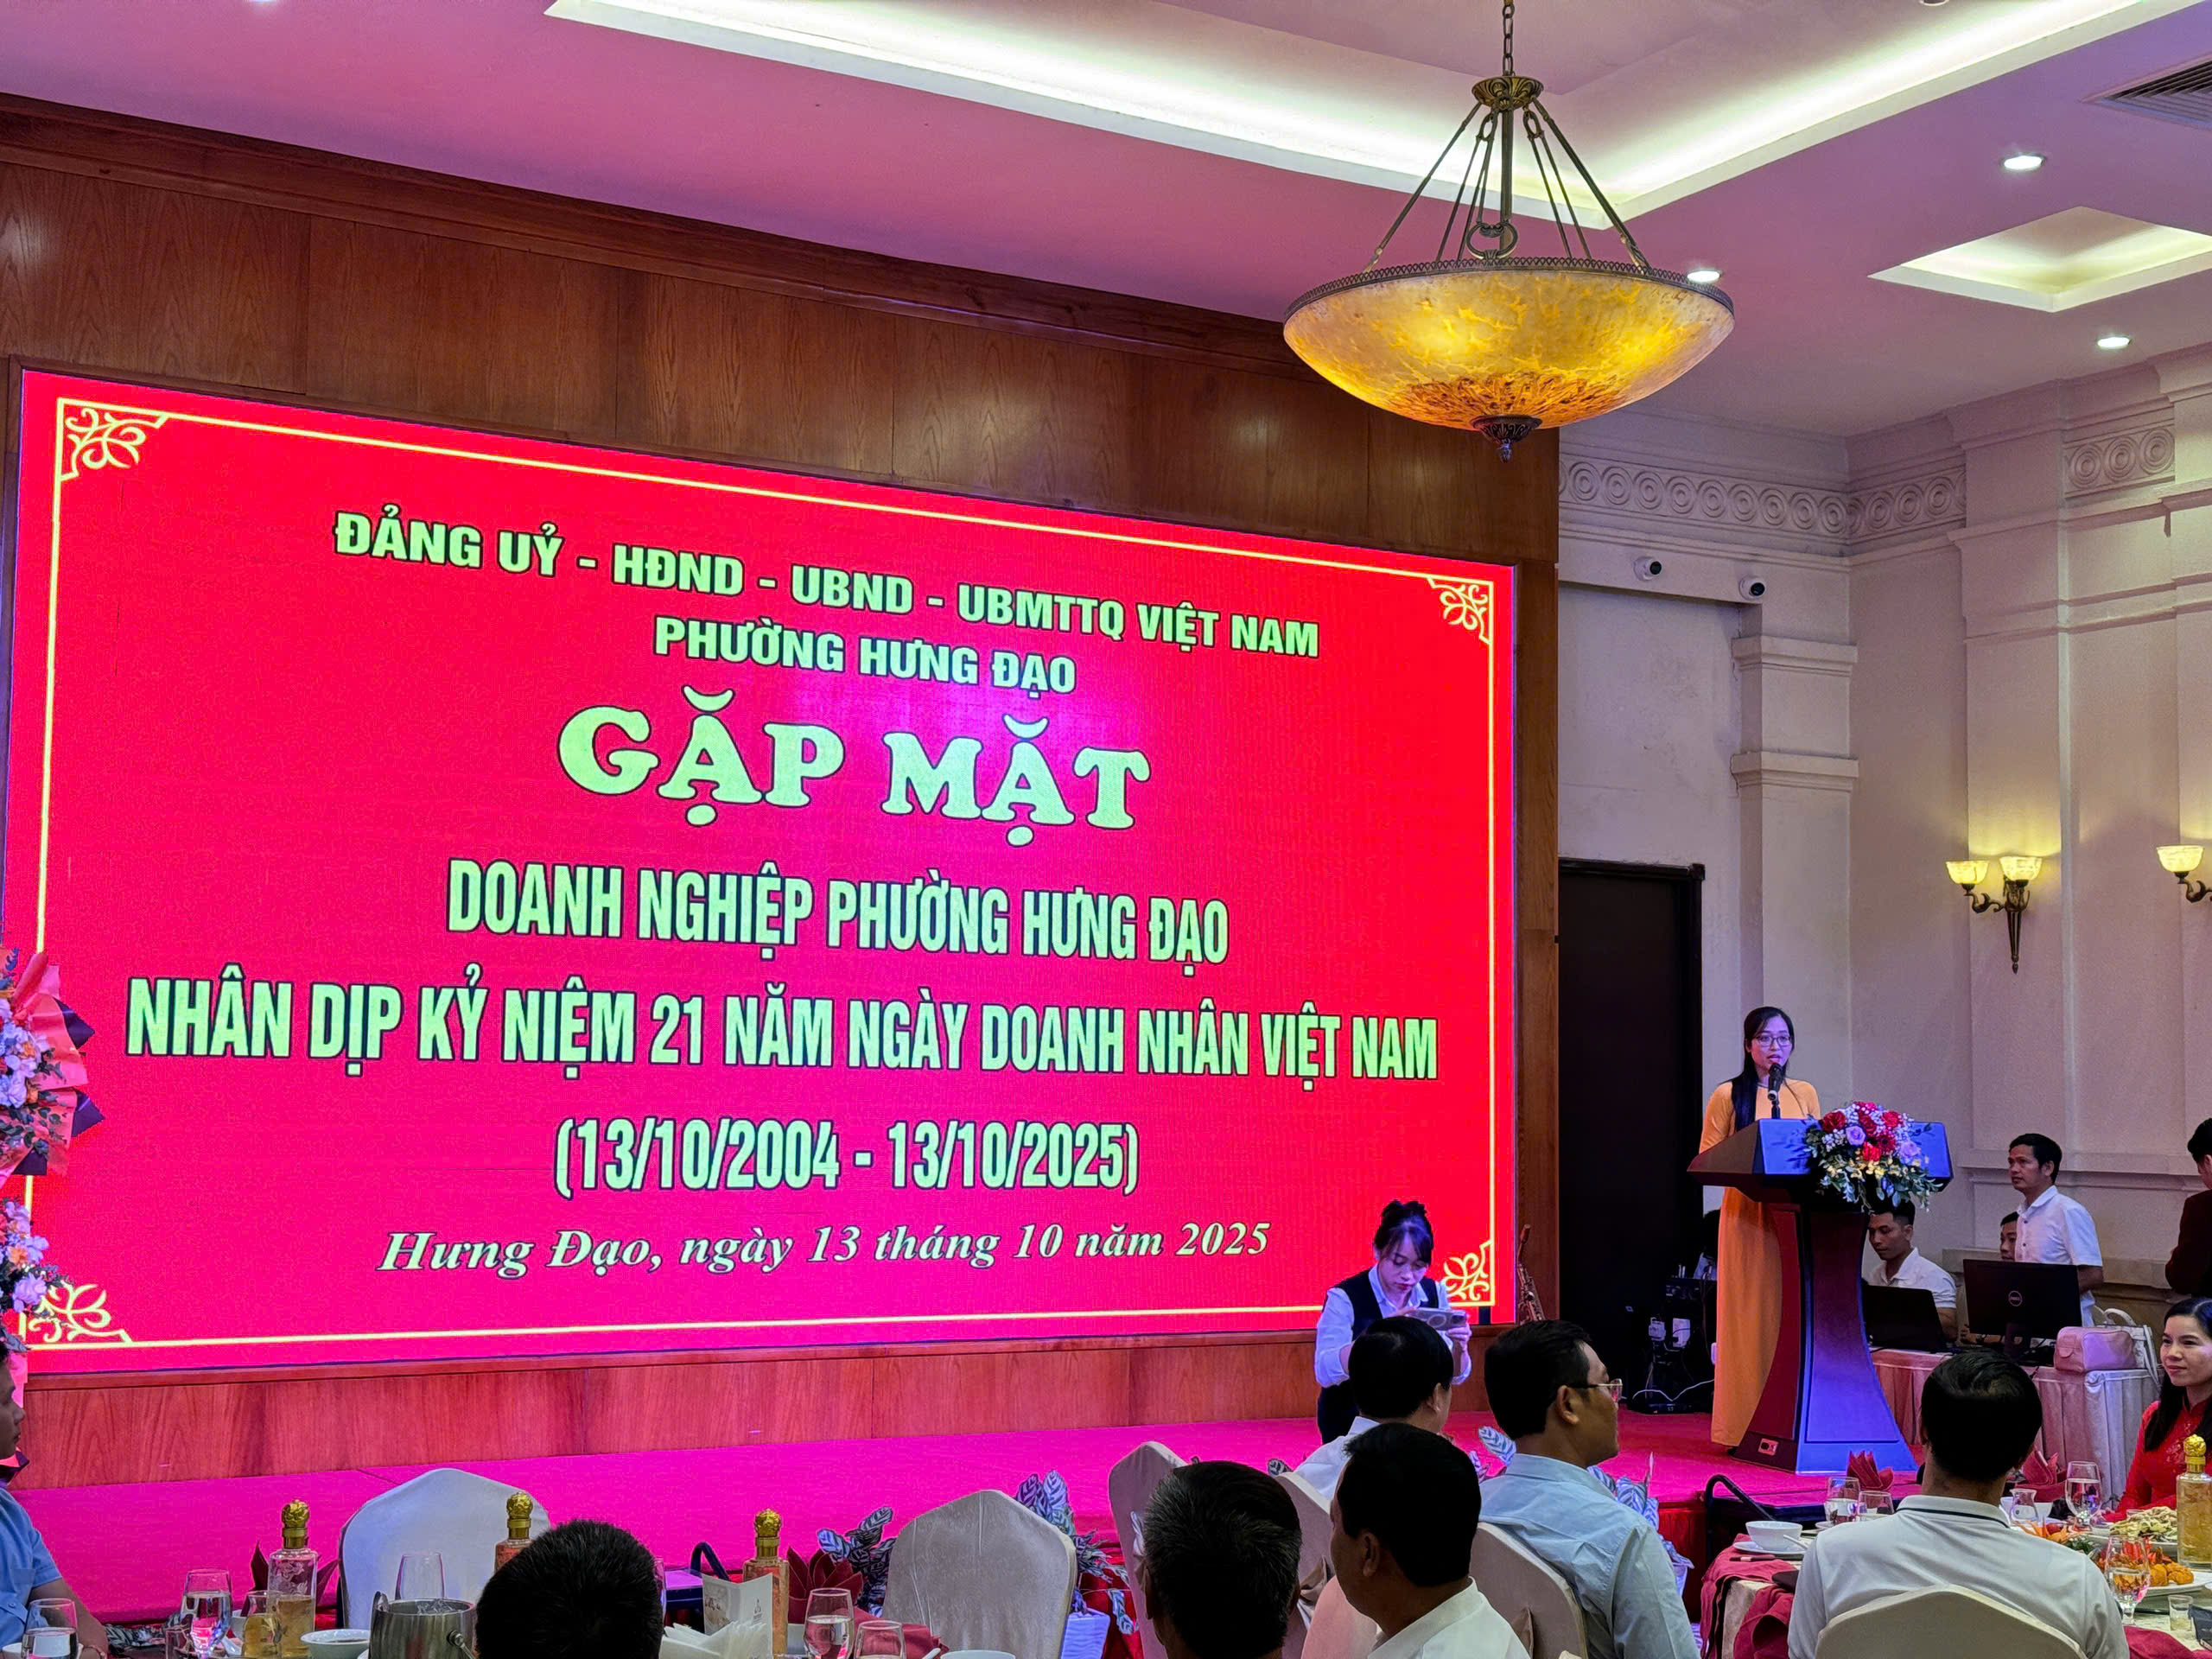 ĐẢNG UỶ - HĐND - UBND - UBMTTQ VIỆT NAM
PHƯỜNG HƯNG ĐẠO
GẶP MẶT
DOANH NGHIỆP PHƯỜNG HƯNG ĐẠO
NHÂN DỊP KỶ NIỆM 21 NĂM NGÀY DOANH NHÂN VIỆT NAM
(13/10/2004 - 13/10/2025)
Hưng Đạo, ngày 13 tháng 10 năm 2025